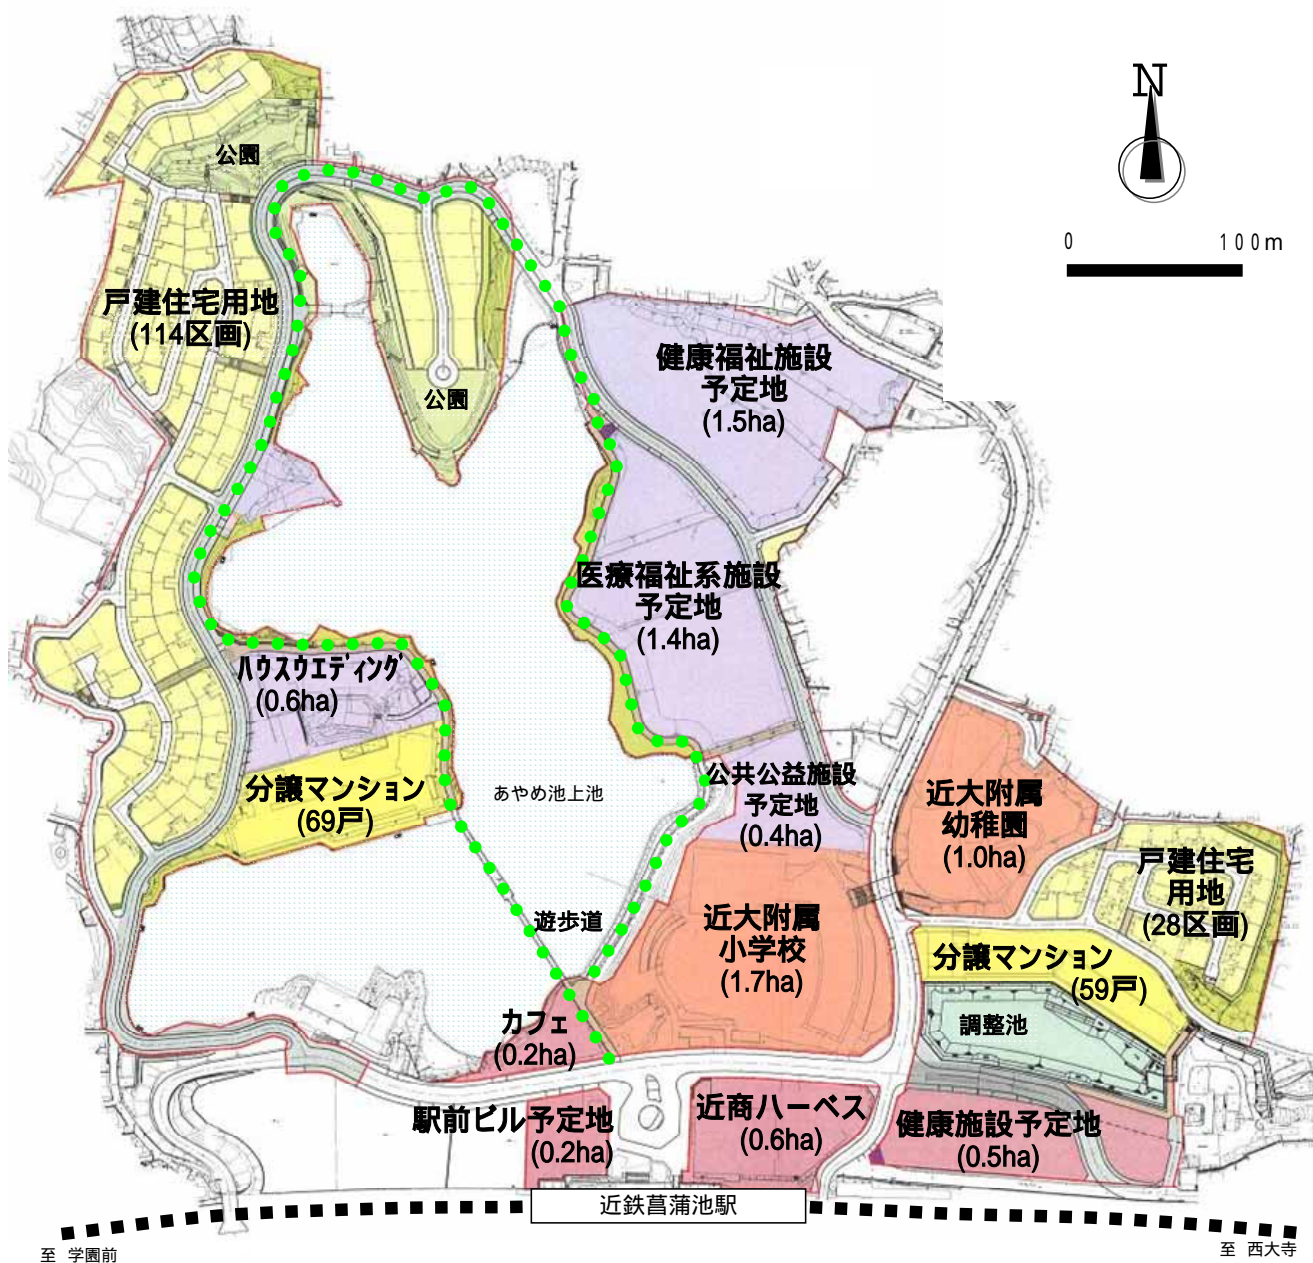 N
0 100m
公園
戸建住宅用地
(114区画)
公園
健康福祉施設
予定地
(1.5ha)
医療福祉系施設
予定地
(1.4ha)
ﾊｳｽｳｴﾃﾞｨﾝｸﾞ
(0.6ha)
分譲マンション
(69戸)
あやめ池上池
公共公益施設
予定地
(0.4ha)
近大附属
幼稚園
(1.0ha)
戸建住宅
用地
(28区画)
遊歩道
近大附属
小学校
(1.7ha)
分譲マンション
(59戸)
調整池
カフェ
(0.2ha)
駅前ビル予定地
(0.2ha)
近商ハーベス
(0.6ha)
健康施設予定地
(0.5ha)
近鉄菖蒲池駅
至 学園前
至 西大寺